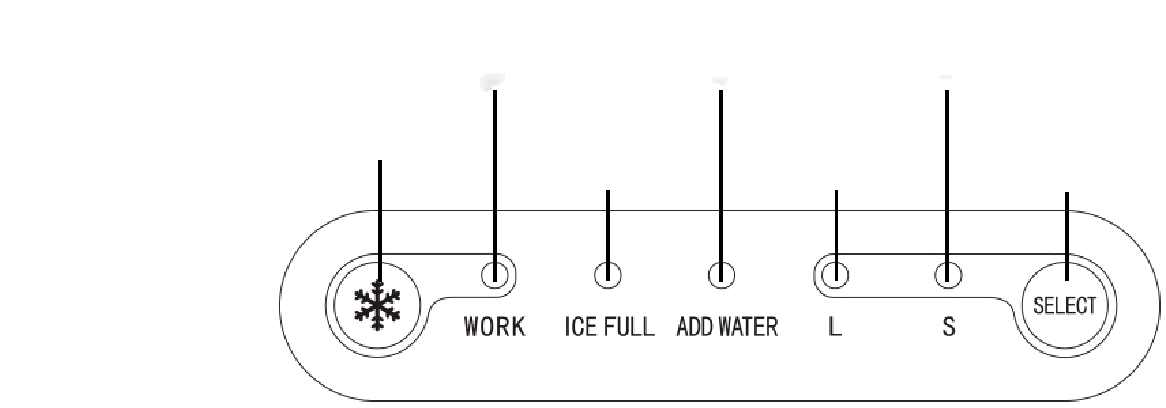 SELECT
WORK ICE FULL ADD WATER L S